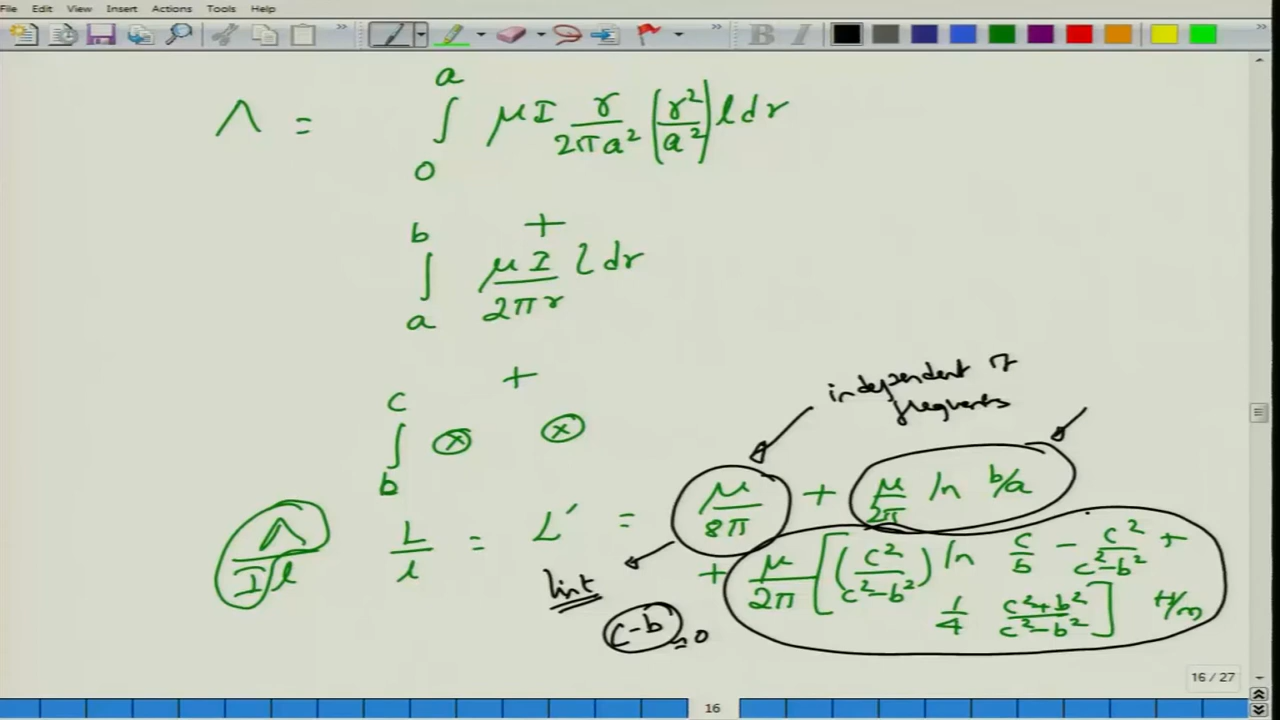 File Edit View Insert Actions Tools Help
Λ = ∫₀ᵃ μI r/2πa² (r²/a²) l dr
+
∫ₐᵇ μI/2πr l dr
+
∫_b^c ⊗ ⊗
independent of
Λ/I l L/l = L′ = μ/8π + μ/2π ln b/a
+ μ/2π [(c²/c²-b²) ln c/b - c²/c²-b² +
1/4 c²+b²/c²-b²] H/m
Lint
c-b ≈ 0
16 / 27
16